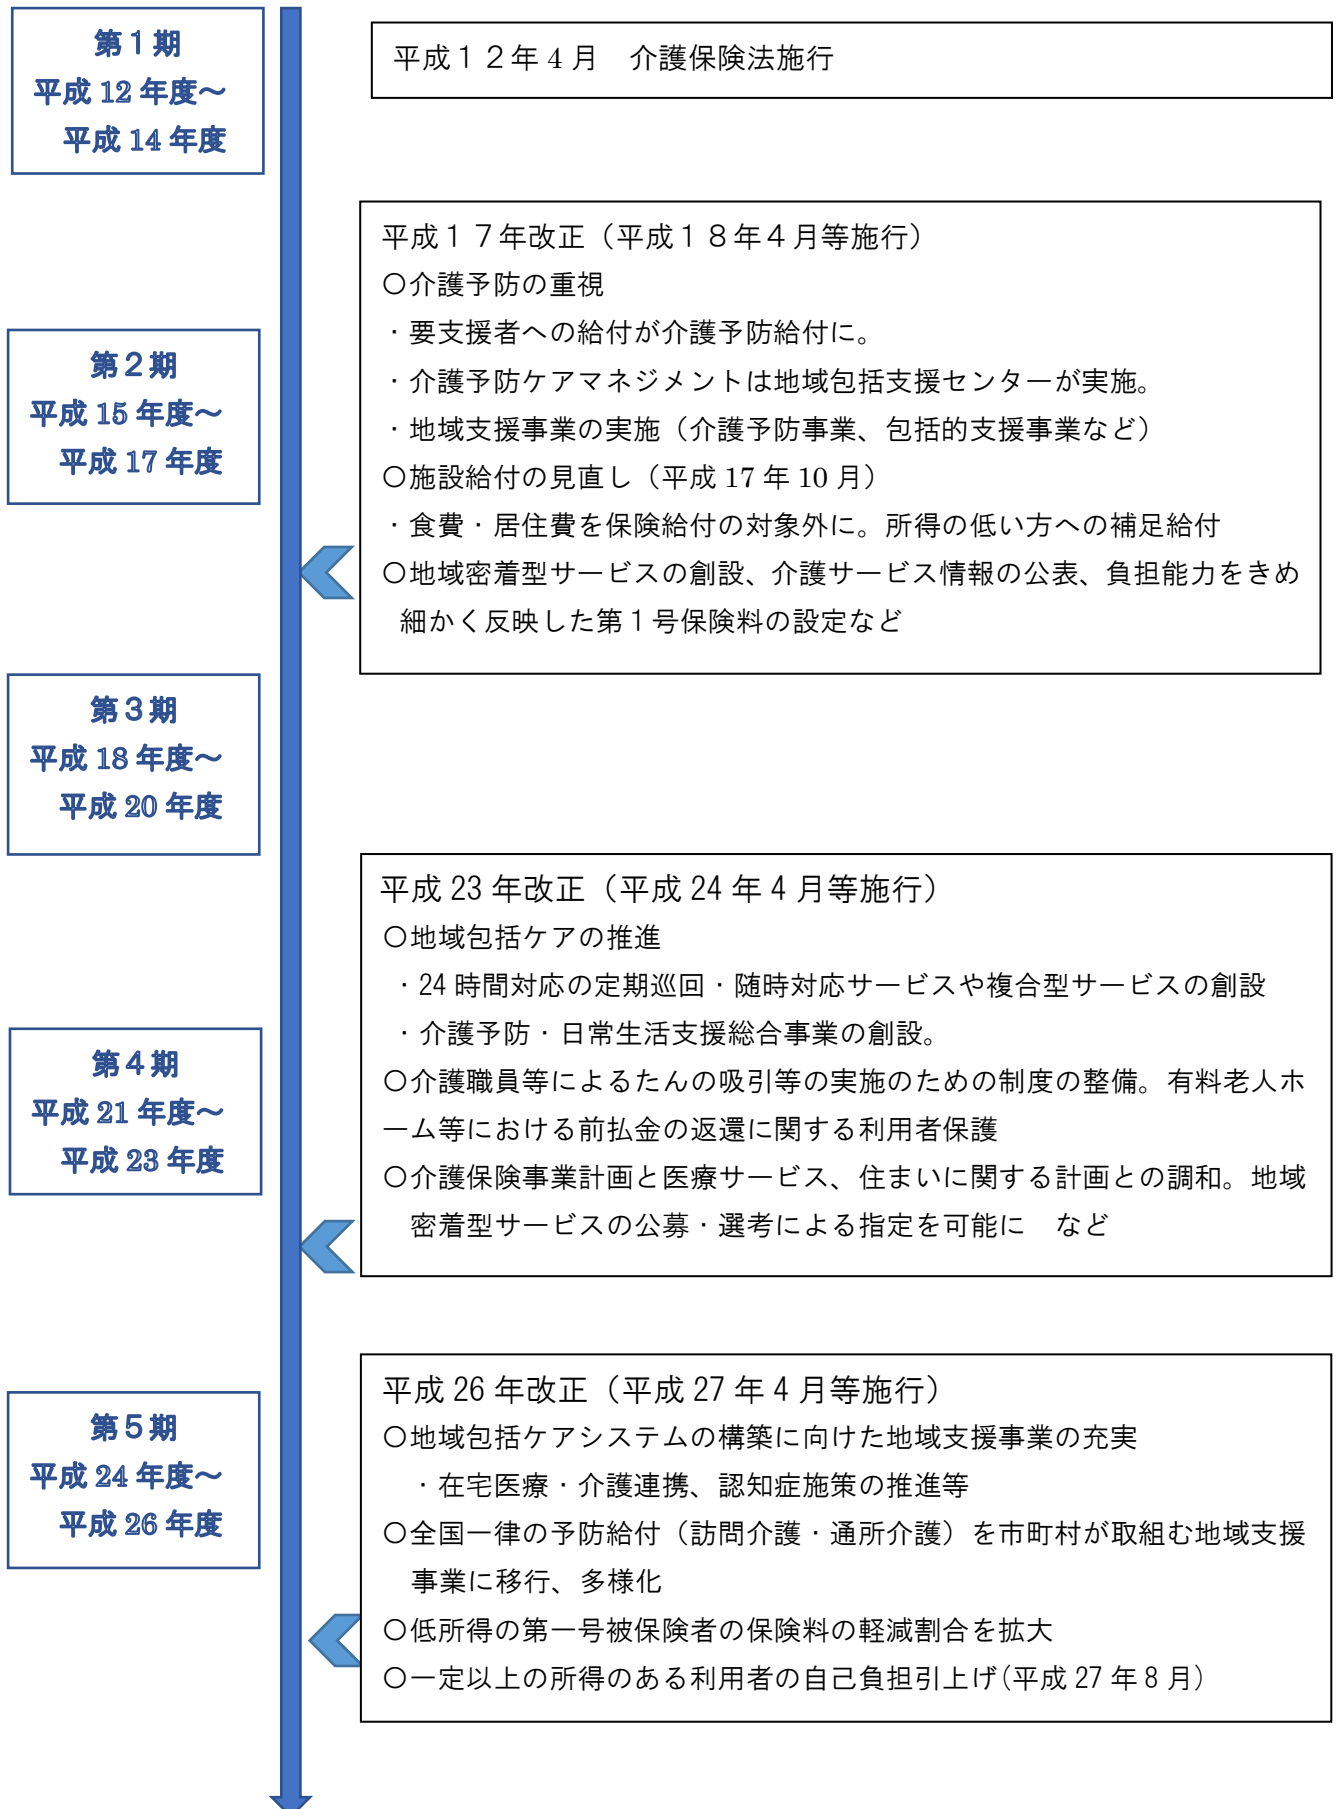 第１期
平成 12 年度～
平成 14 年度
平成１２年 4 月　介護保険法施行
平成１７年改正（平成１８年４月等施行）
〇介護予防の重視
・要支援者への給付が介護予防給付に。
・介護予防ケアマネジメントは地域包括支援センターが実施。
・地域支援事業の実施（介護予防事業、包括的支援事業など）
〇施設給付の見直し（平成 17 年 10 月）
・食費・居住費を保険給付の対象外に。所得の低い方への補足給付
〇地域密着型サービスの創設、介護サービス情報の公表、負担能力をきめ
細かく反映した第１号保険料の設定など
第２期
平成 15 年度～
平成 17 年度
第３期
平成 18 年度～
平成 20 年度
平成 23 年改正（平成 24 年 4 月等施行）
〇地域包括ケアの推進
・24 時間対応の定期巡回・随時対応サービスや複合型サービスの創設
・介護予防・日常生活支援総合事業の創設。
〇介護職員等によるたんの吸引等の実施のための制度の整備。有料老人ホ
ーム等における前払金の返還に関する利用者保護
〇介護保険事業計画と医療サービス、住まいに関する計画との調和。地域
密着型サービスの公募・選考による指定を可能に　など
第４期
平成 21 年度～
平成 23 年度
平成 26 年改正（平成 27 年 4 月等施行）
〇地域包括ケアシステムの構築に向けた地域支援事業の充実
・在宅医療・介護連携、認知症施策の推進等
〇全国一律の予防給付（訪問介護・通所介護）を市町村が取組む地域支援
事業に移行、多様化
〇低所得の第一号被保険者の保険料の軽減割合を拡大
〇一定以上の所得のある利用者の自己負担引上げ(平成 27 年 8 月）
第５期
平成 24 年度～
平成 26 年度